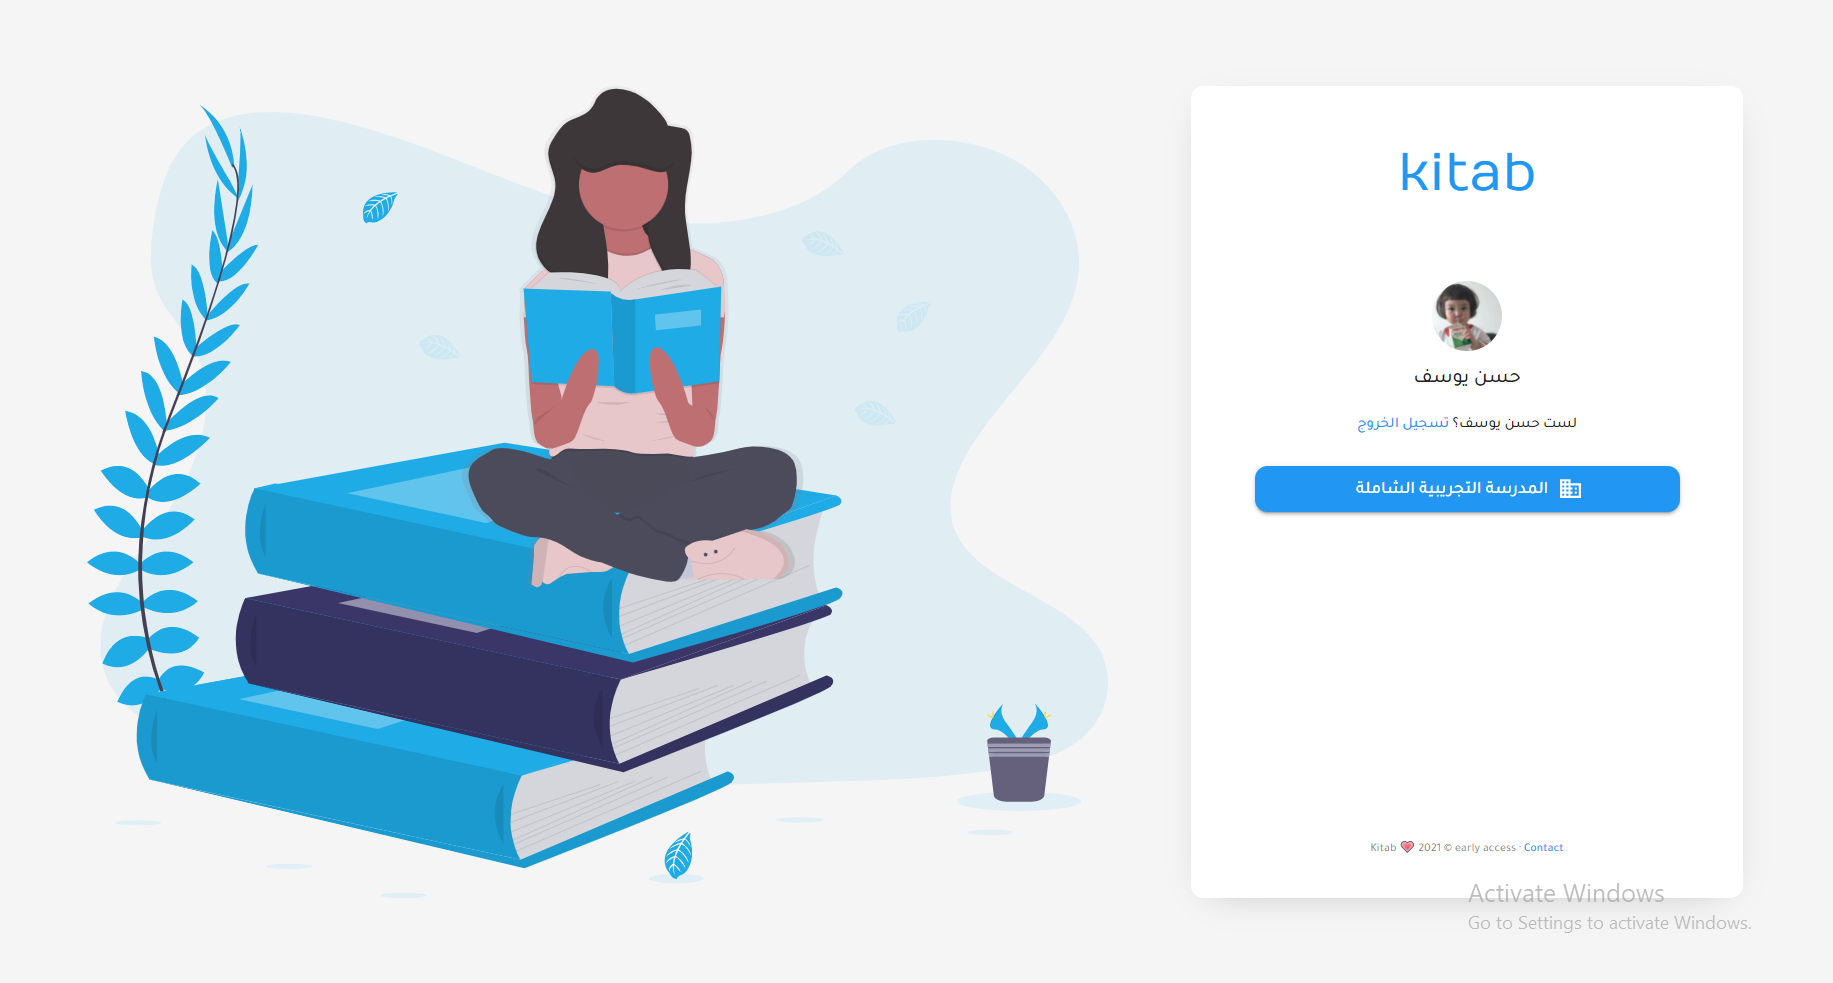 kitab
حسن يوسف
لست حسن يوسف؟ تسجيل الخروج
المدرسة التجريبية الشاملة
Kitab 2021 © early access · Contact
Activate Windows
Go to Settings to activate Windows.